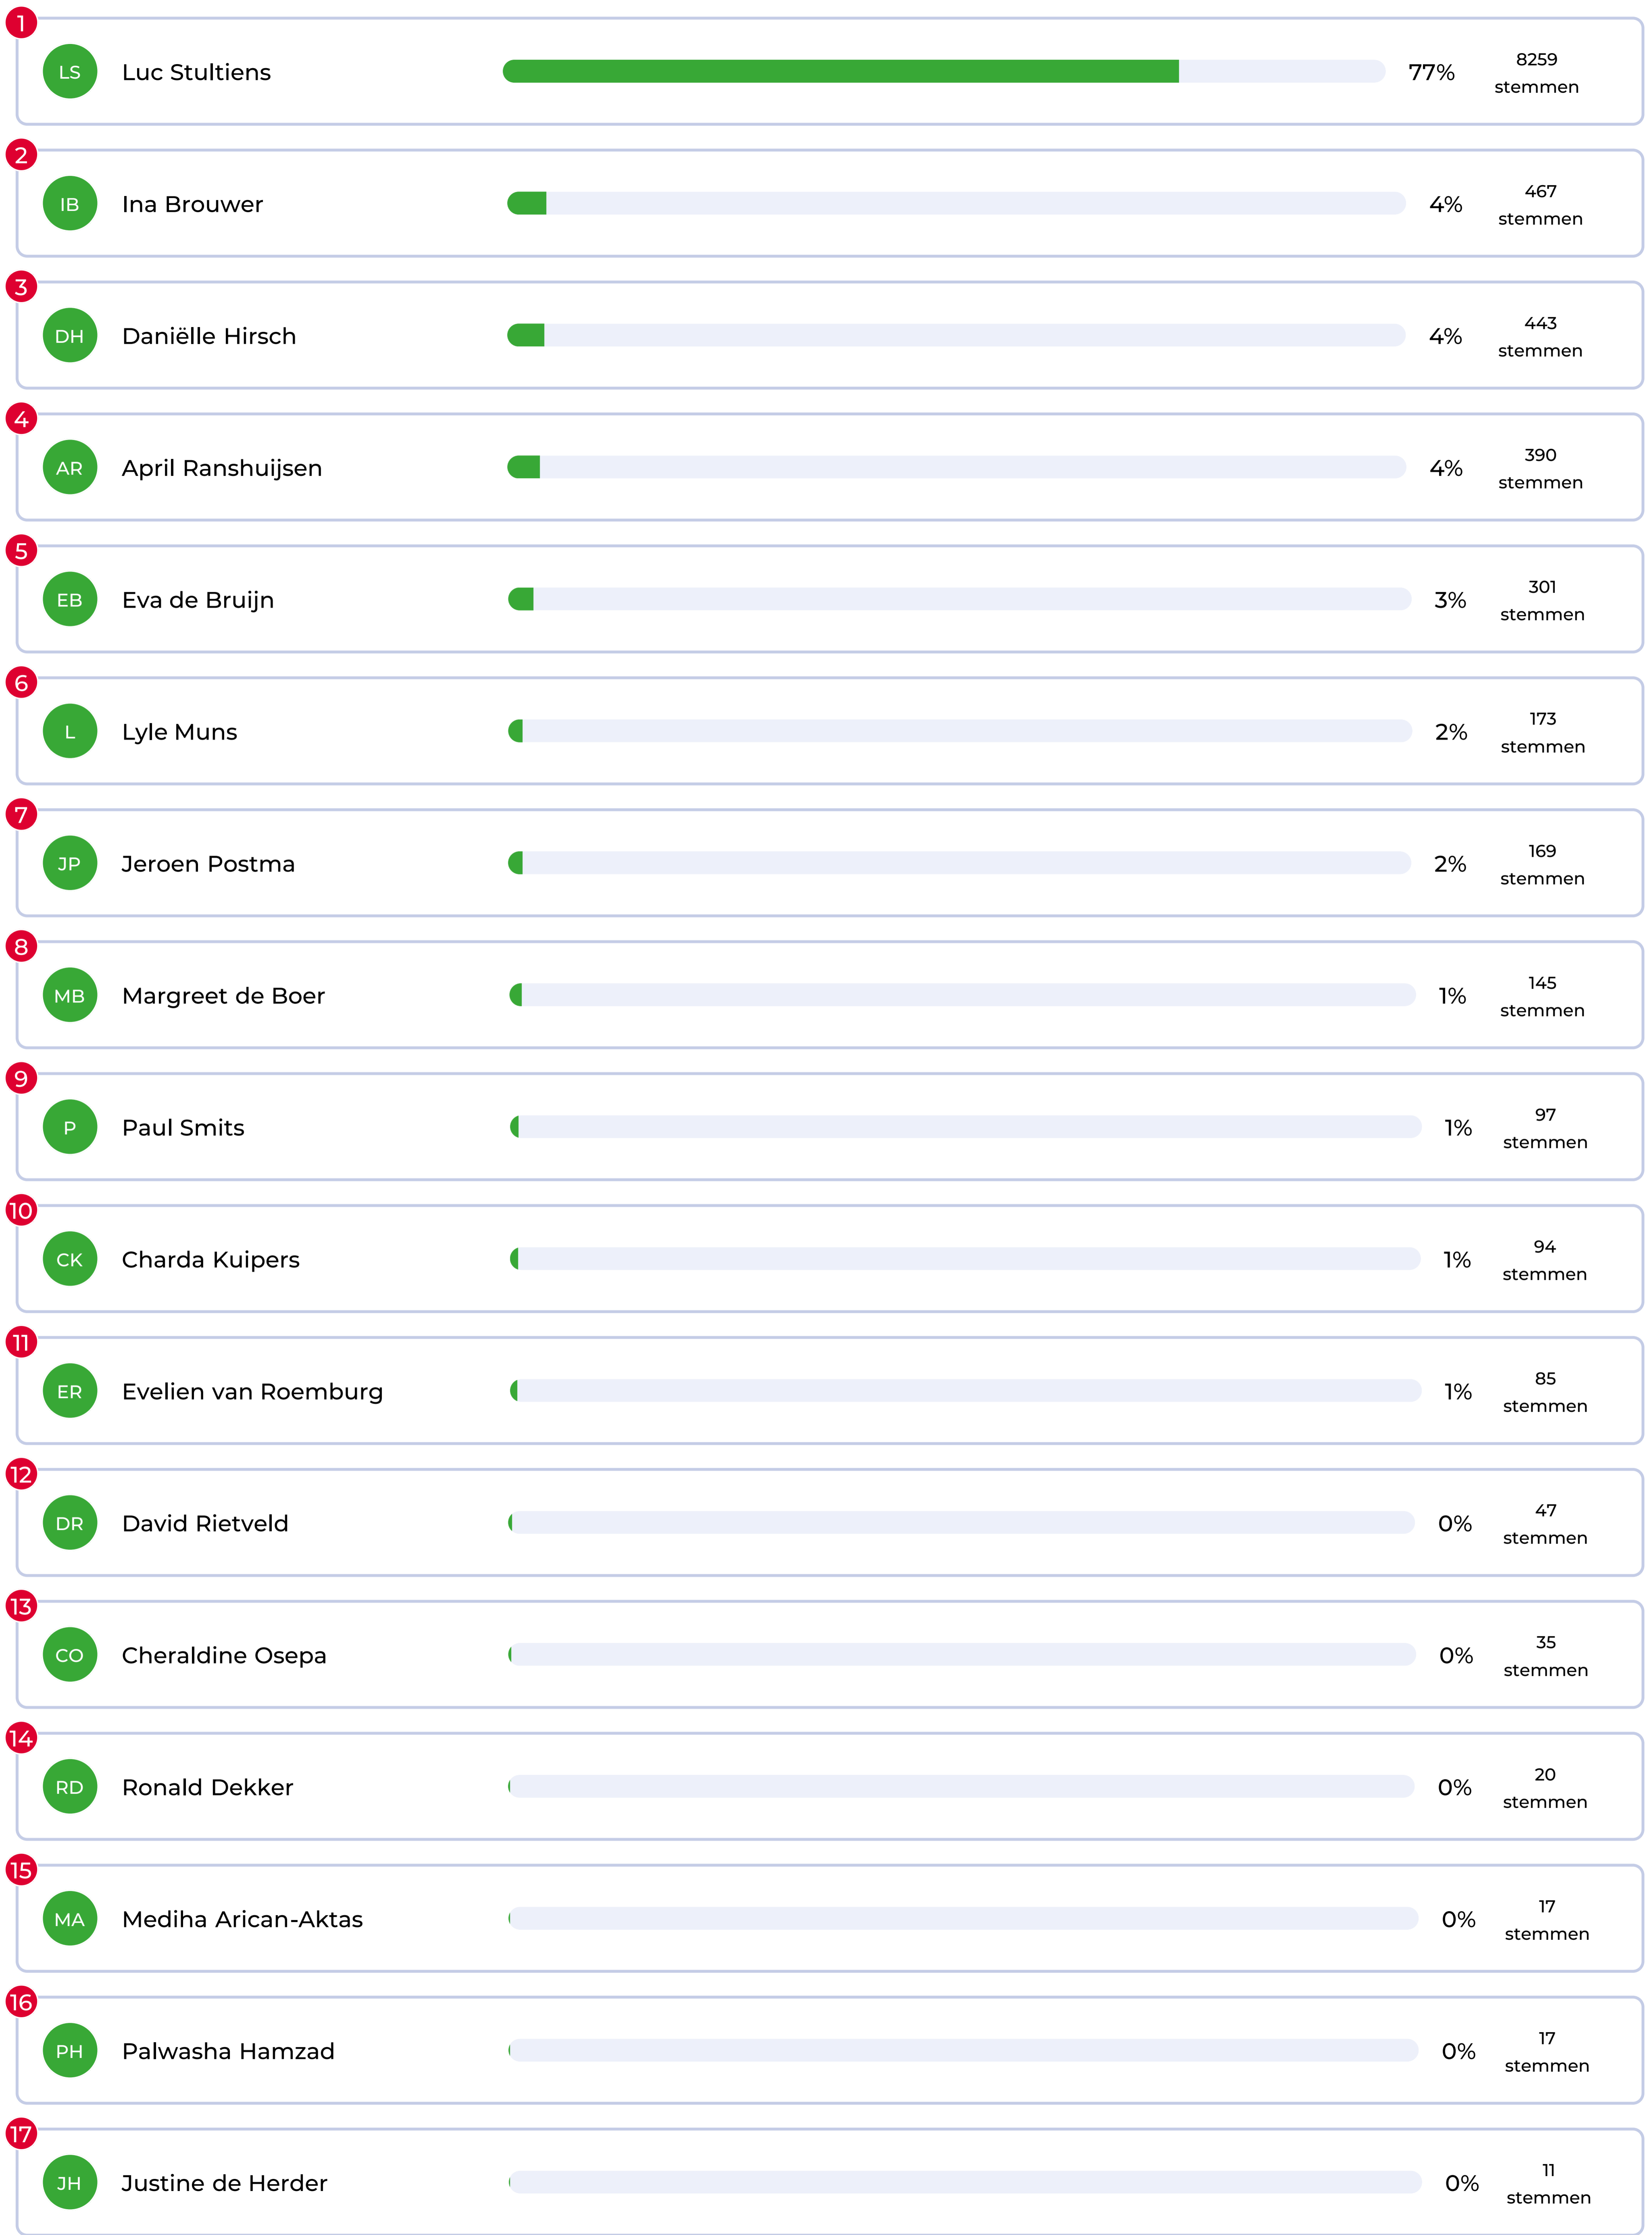 1
LS
Luc Stultiens
77%
8259
stemmen
2
IB
Ina Brouwer
4%
467
stemmen
3
DH
Daniëlle Hirsch
4%
443
stemmen
4
AR
April Ranshuijsen
4%
390
stemmen
5
EB
Eva de Bruijn
3%
301
stemmen
6
L
Lyle Muns
2%
173
stemmen
7
JP
Jeroen Postma
2%
169
stemmen
8
MB
Margreet de Boer
1%
145
stemmen
9
P
Paul Smits
1%
97
stemmen
10
CK
Charda Kuipers
1%
94
stemmen
11
ER
Evelien van Roemburg
1%
85
stemmen
12
DR
David Rietveld
0%
47
stemmen
13
CO
Cheraldine Osepa
0%
35
stemmen
14
RD
Ronald Dekker
0%
20
stemmen
15
MA
Mediha Arican-Aktas
0%
17
stemmen
16
PH
Palwasha Hamzad
0%
17
stemmen
17
JH
Justine de Herder
0%
11
stemmen